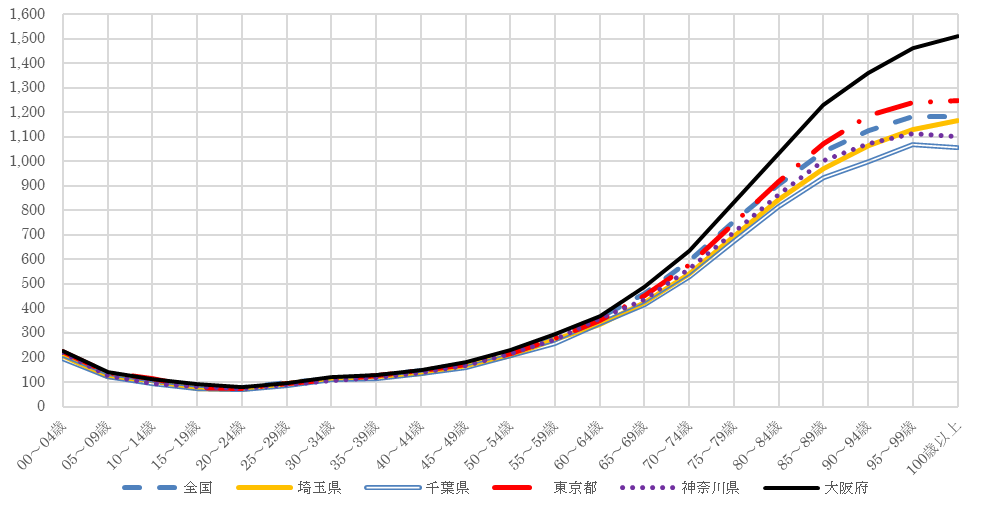 1,600
1,500
1,400
1,300
1,200
1,100
1,000
900
800
700
600
500
400
300
200
100
0
00～04歳
05～09歳
10～14歳
15～19歳
20～24歳
25～29歳
30～34歳
35～39歳
40～44歳
45～49歳
50～51歳
55～59歳
60～64歳
65～69歳
70～74歳
75～79歳
80～84歳
85～89歳
90～94歳
95～99歳
100歳以上
全国 埼玉県 千葉県 東京都 神奈川県 大阪府